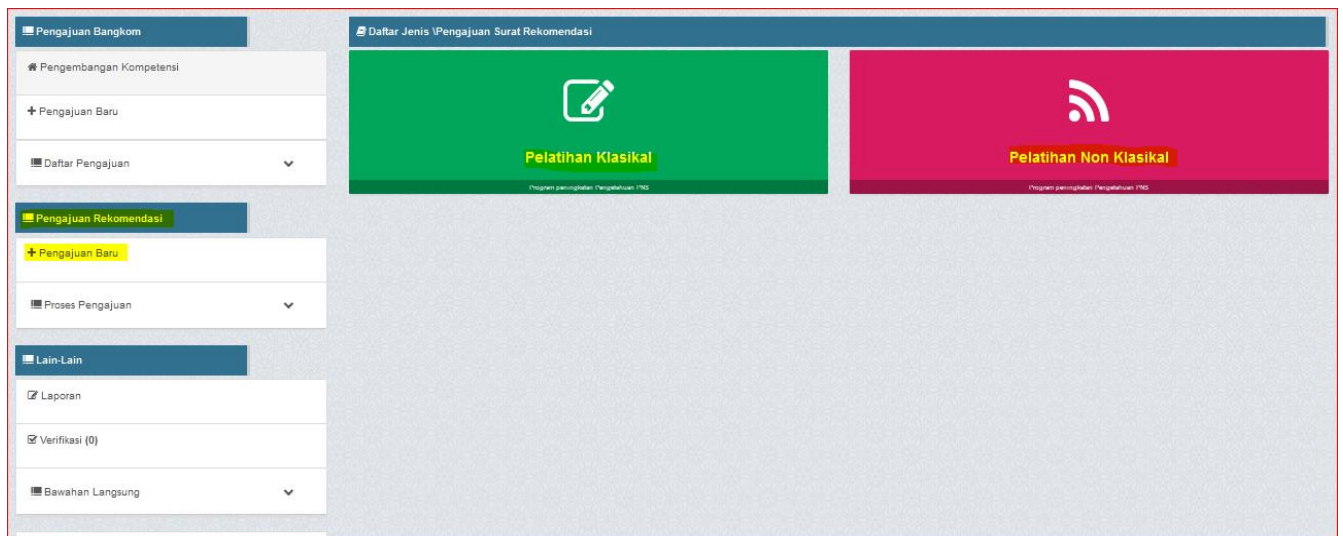 Pengajuan Bangkom
Pengembangan Kompetensi
Pengajuan Baru
Daftar Pengajuan
Pengajuan Rekomendasi
Pengajuan Baru
Proses Pengajuan
Lain-Lain
Laporan
Verifikasi (0)
Bawahan Langsung
Daftar Jenis \Pengajuan Surat Rekomendasi
Pelatihan Klasikal
Program peningkatan Pengetahuan PNS
Pelatihan Non Klasikal
Program peningkatan Pengetahuan PNS